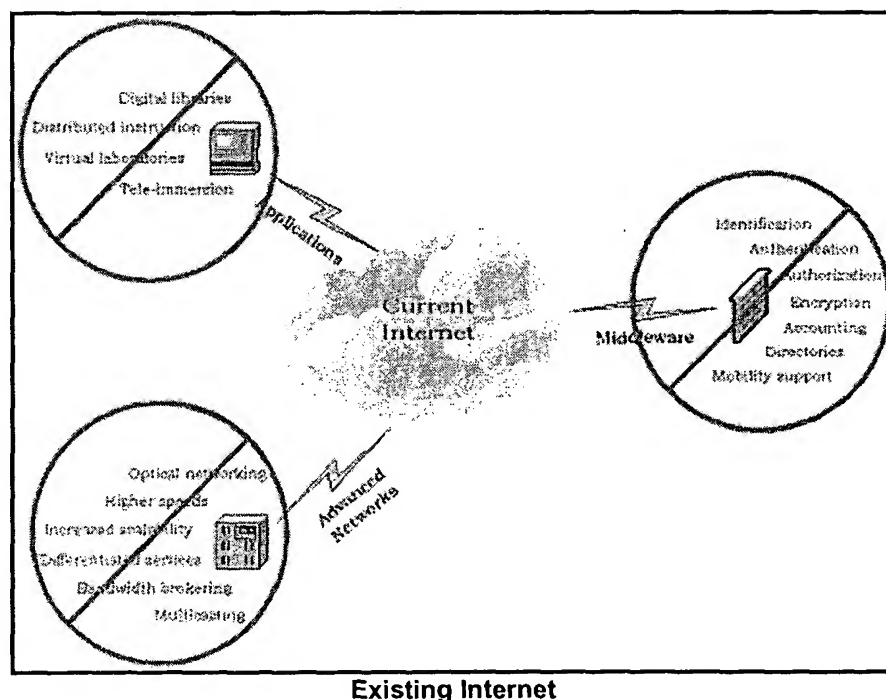 Digital libraries
Distributed instruction
Virtual laboratories
Tele-immersion
Applications
Current
Internet
Middleware
Identification
Authentication
Authorization
Encryption
Accounting
Directories
Mobility support
Optical networking
Higher speeds
Increased scalability
Differentiated services
Bandwidth brokering
Multicasting
Advanced
Networks
Existing Internet